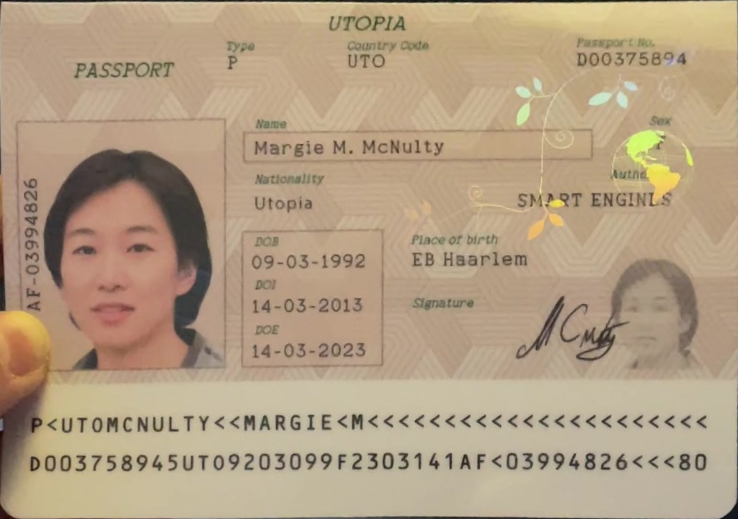 UTOPIA
PASSPORT
Type
P
Country Code
UTO
Passport No.
D00375894
Name
Margie M. McNulty
Sex
F
Nationality
Utopia
SMART ENGINES
AF-03994826
DOB
09-03-1992
DOI
14-03-2013
DOE
14-03-2023
Place of birth
EB Haarlem
Signature
P<UTOMCNULTY<<MARGIE<M<<<<<<<<<<<<<<<<<<<<<<
D003758945UTO9203099F2303141AF<03994826<<<80